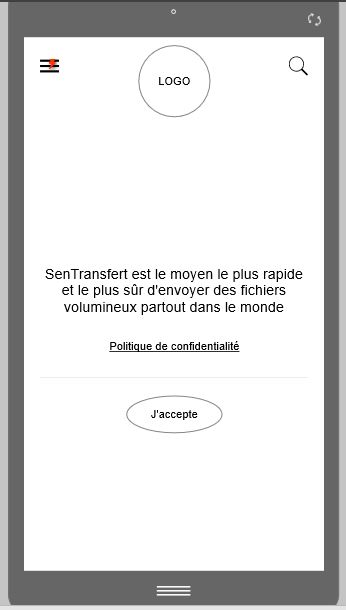 LOGO
SenTransfert est le moyen le plus rapide
et le plus sûr d'envoyer des fichiers
volumineux partout dans le monde
Politique de confidentialité
J'accepte